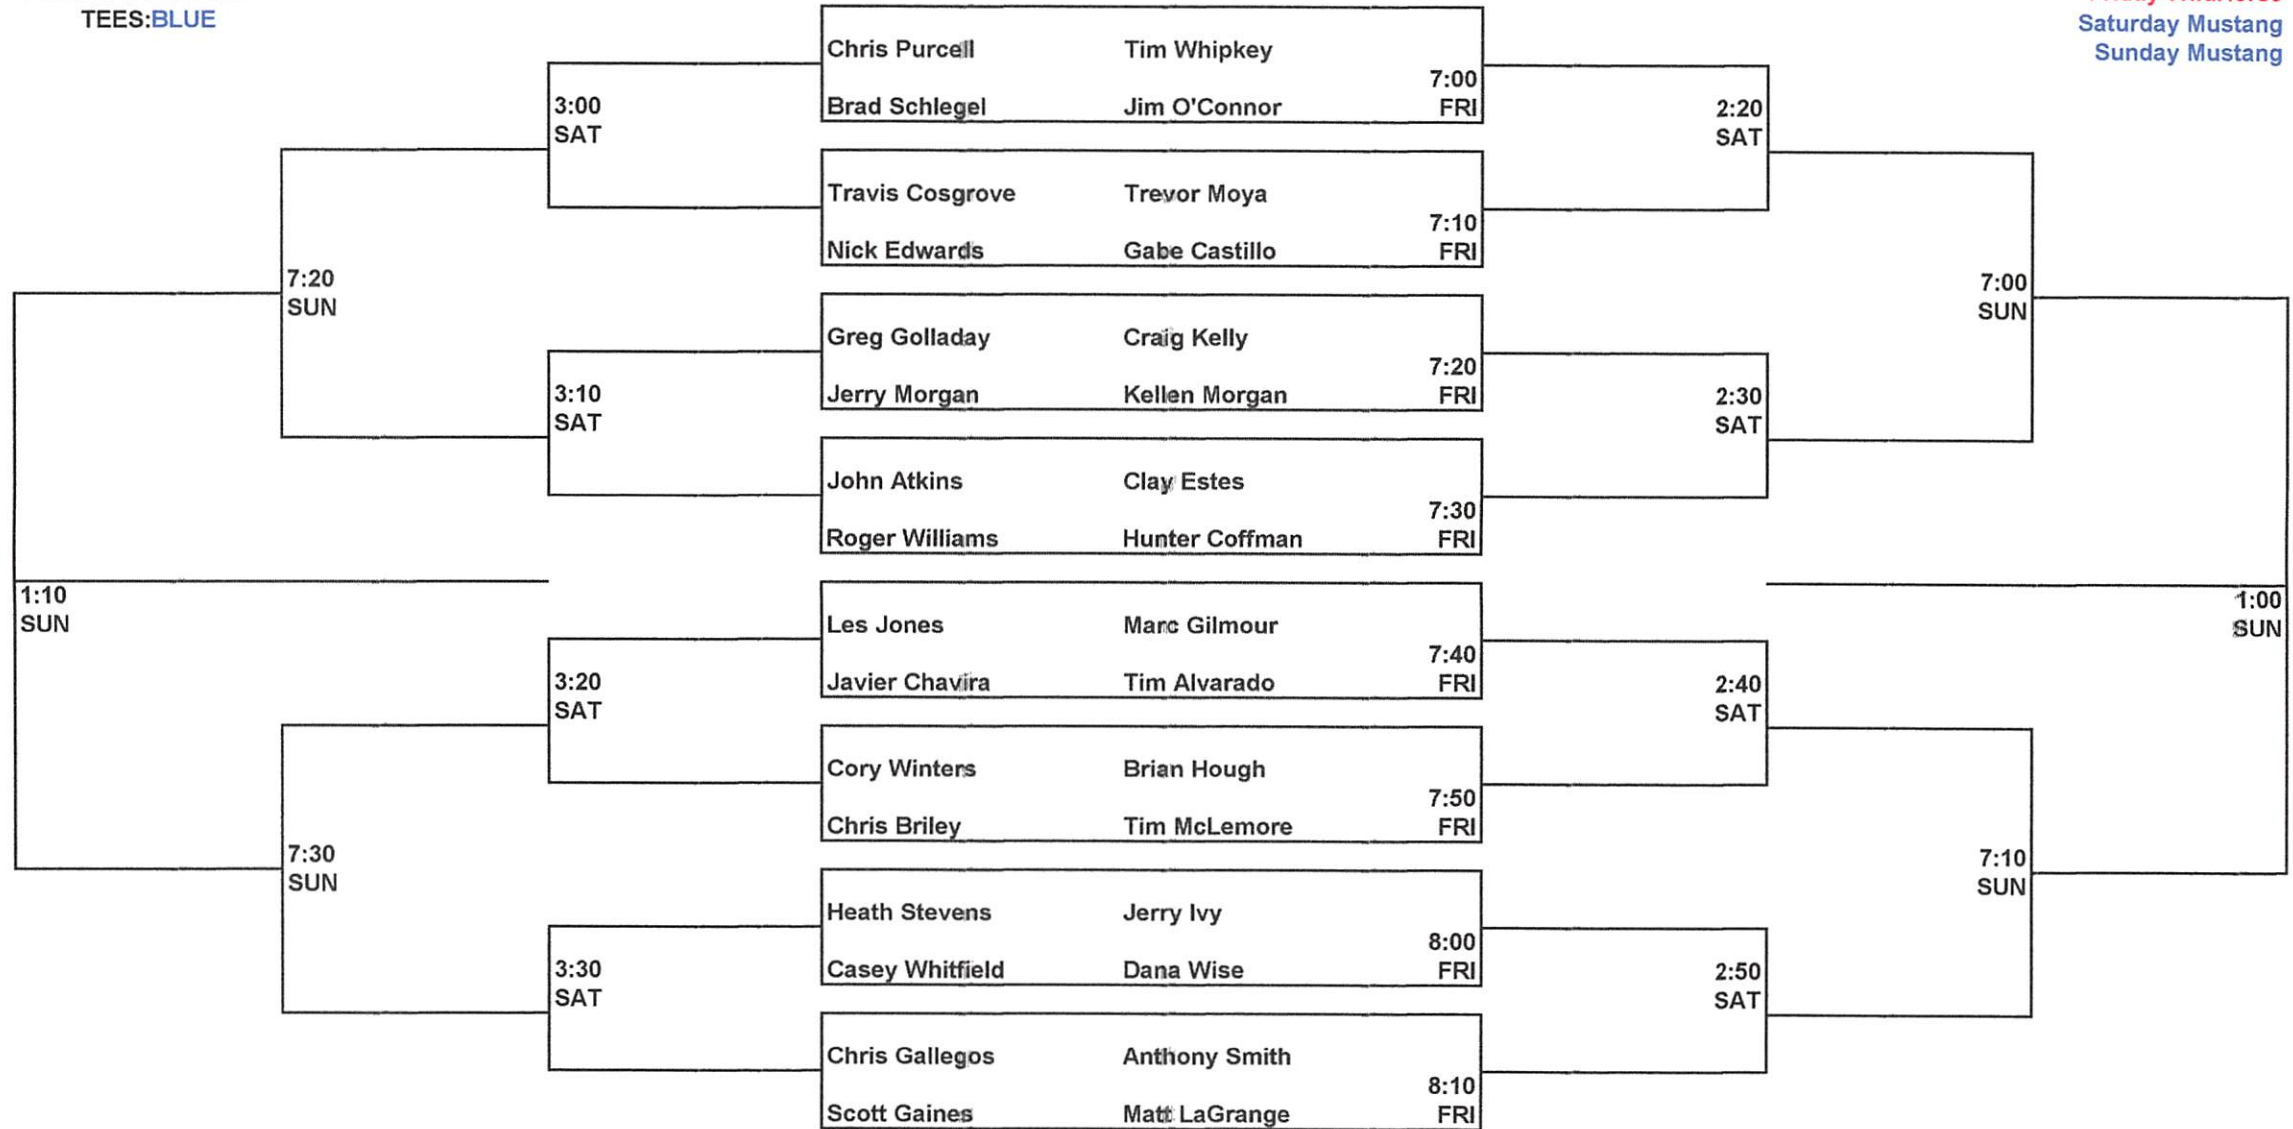 TEES:BLUE
Saturday Mustang
Sunday Mustang
Chris Purcell Tim Whipkey
7:00
Brad Schlegel Jim O'Connor FRI
3:00
SAT
2:20
SAT
Travis Cosgrove Trevor Moya
7:10
Nick Edwards Gabe Castillo FRI
7:20
SUN
7:00
SUN
Greg Golladay Craig Kelly
7:20
Jerry Morgan Kellen Morgan FRI
3:10
SAT
2:30
SAT
John Atkins Clay Estes
7:30
Roger Williams Hunter Coffman FRI
1:10
SUN
1:00
SUN
Les Jones Marc Gilmour
7:40
Javier Chavira Tim Alvarado FRI
3:20
SAT
2:40
SAT
Cory Winters Brian Hough
7:50
Chris Briley Tim McLemore FRI
7:30
SUN
7:10
SUN
Heath Stevens Jerry Ivy
8:00
Casey Whitfield Dana Wise FRI
3:30
SAT
2:50
SAT
Chris Gallegos Anthony Smith
8:10
Scott Gaines Matt LaGrange FRI